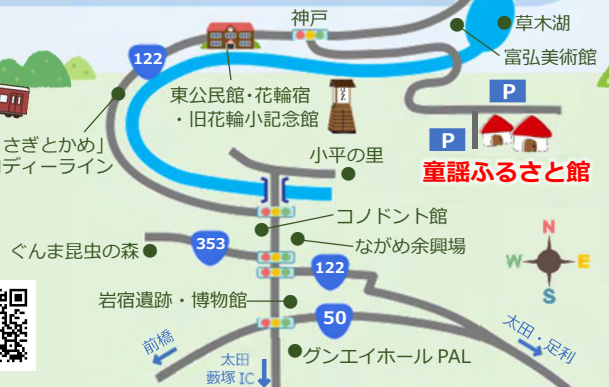 神戸
草木湖
富弘美術館
122
東公民館・花輪宿
・旧花輪小記念館
P
P
童謡ふるさと館
さぎとかめ」
ディーライン
小平の里
コノドント館
ながめ余興場
ぐんま昆虫の森
353
122
岩宿遺跡・博物館
50
前橋
太田
藪塚 IC
グンエイホール PAL
太田・足利
N
W
E
S